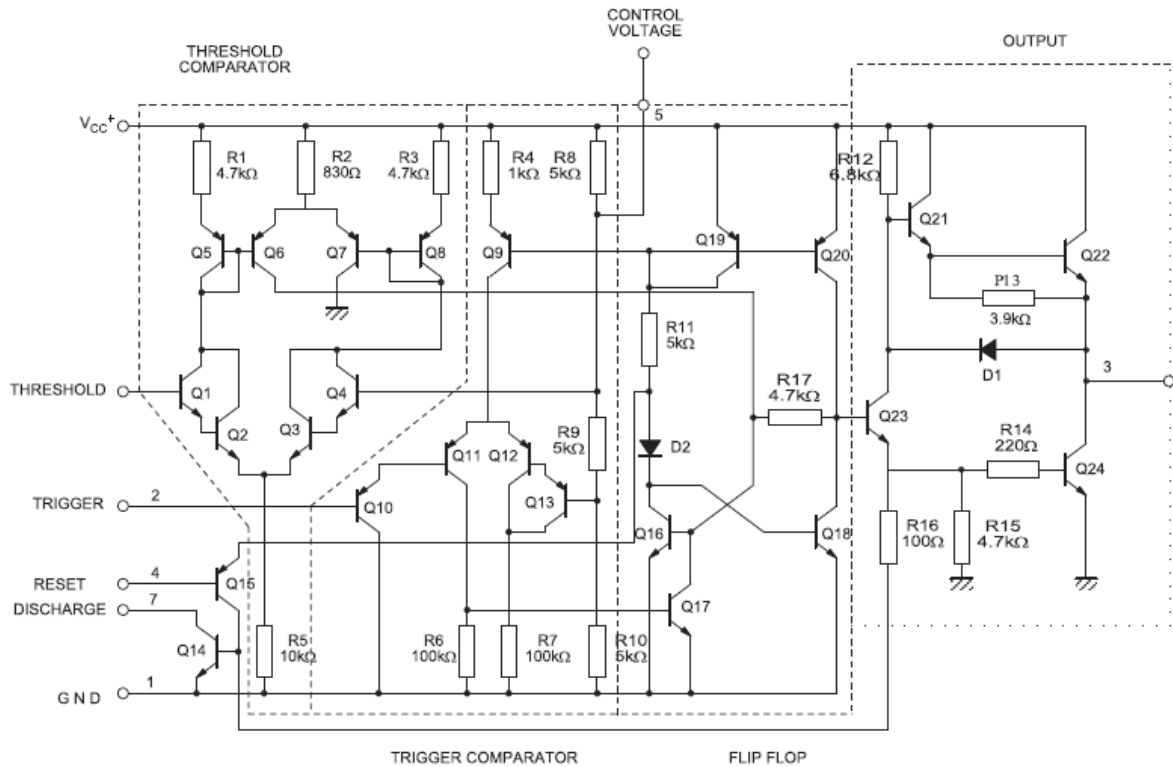 CONTROL
VOLTAGE
THRESHOLD
COMPARATOR
OUTPUT
5
VCC+
R1
4.7kΩ
R2
830Ω
R3
4.7kΩ
R4
1kΩ
R8
5kΩ
R12
6.8kΩ
Q5
Q6
Q7
Q8
Q9
Q19
Q20
Q21
Q22
P13
3.9kΩ
R11
5kΩ
D1
3
THRESHOLD
Q1
Q2
Q3
Q4
R17
4.7kΩ
Q23
R9
5kΩ
D2
R14
220Ω
Q24
TRIGGER
2
Q10
Q11
Q12
Q13
Q16
Q18
R16
100Ω
R15
4.7kΩ
RESET
4
Q15
DISCHARGE
7
Q14
Q17
R5
10kΩ
R6
100kΩ
R7
100kΩ
R10
5kΩ
GND
1
TRIGGER COMPARATOR
FLIP FLOP